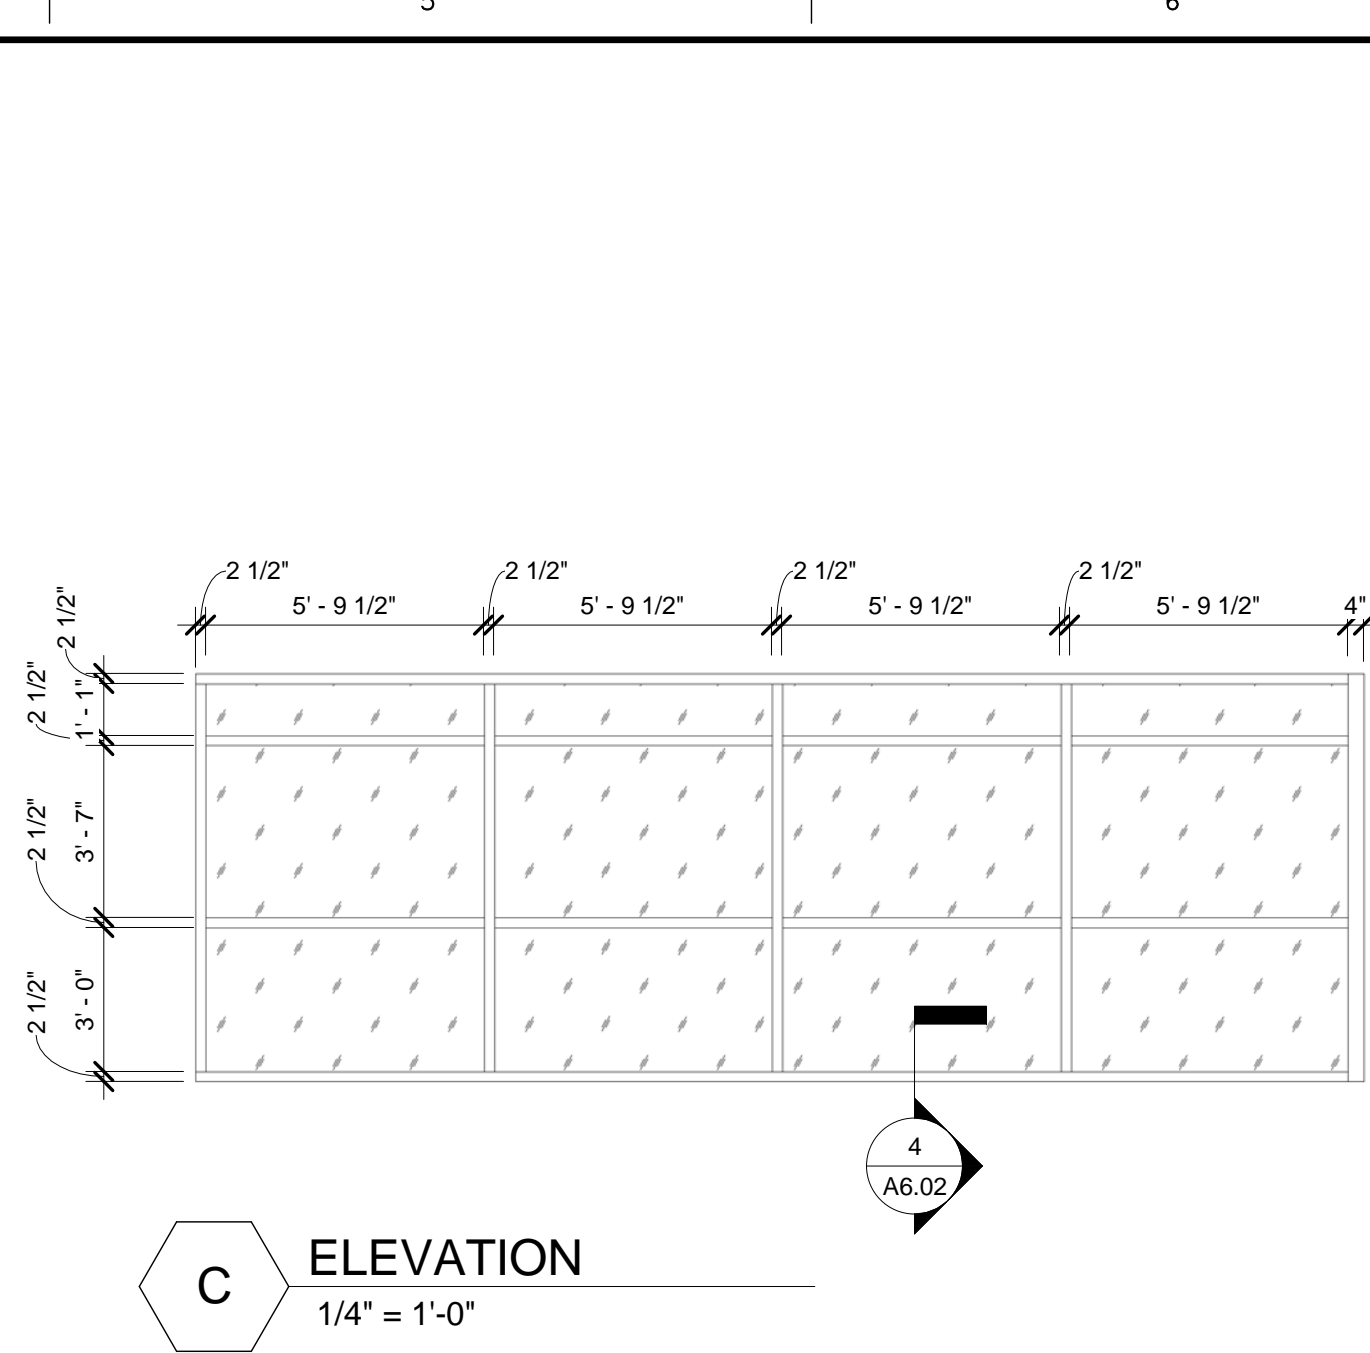 5
6
2 1/2" 2 1/2" 2 1/2" 2 1/2"
5' - 9 1/2" 5' - 9 1/2" 5' - 9 1/2" 5' - 9 1/2" 4"
2 1/2"
2 1/2"
1' - 1"
2 1/2"
3' - 7"
2 1/2"
3' - 0"
4
A6.02
C
ELEVATION
1/4" = 1'-0"